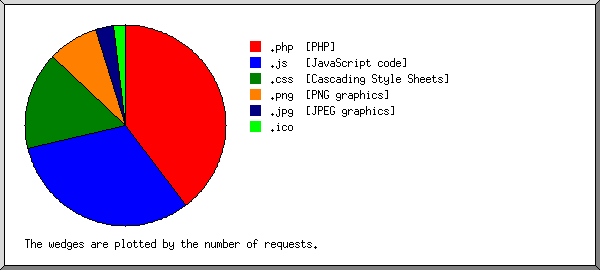 .php [PHP]
.js [JavaScript code]
.css [Cascading Style Sheets]
.png [PNG graphics]
.jpg [JPEG graphics]
.ico
The wedges are plotted by the number of requests.